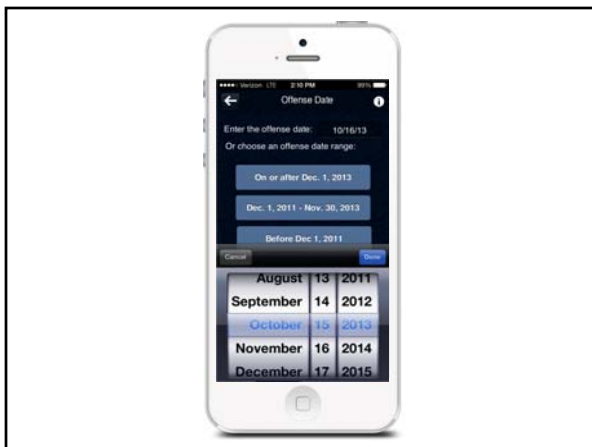 Verizon LTE 2:10 PM 99%
Offense Date
Enter the offense date: 10/16/13
Or choose an offense date range:
On or after Dec. 1, 2013
Dec. 1, 2011 - Nov. 30, 2013
Before Dec 1, 2011
Cancel Done
August 13 2011
September 14 2012
October 15 2013
November 16 2014
December 17 2015